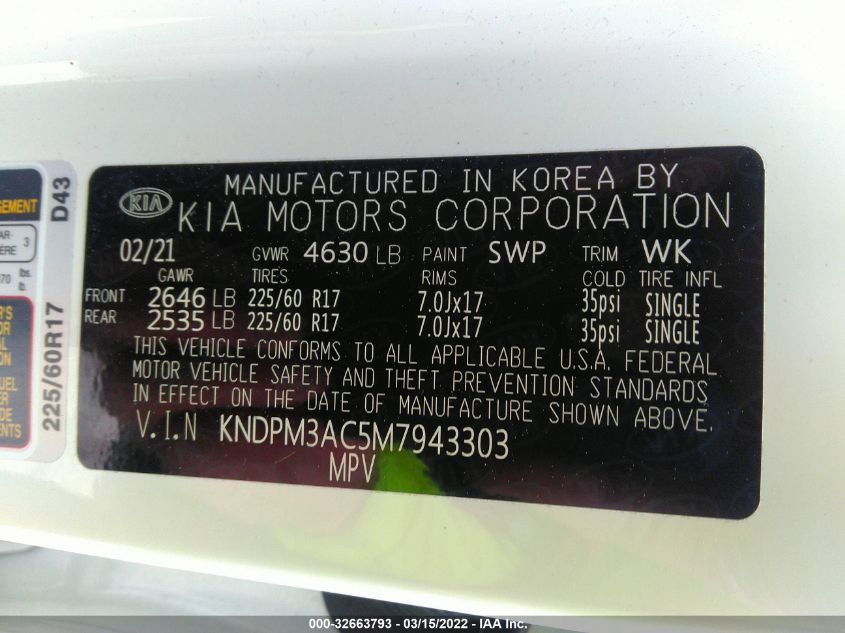 MANUFACTURED IN KOREA BY
KIA KIA MOTORS CORPORATION
02/21 GVWR 4630 LB PAINT SWP TRIM WK
GAWR TIRES RIMS COLD TIRE INFL
FRONT 2646 LB 225/60 R17 7.0Jx17 35psi SINGLE
REAR 2535 LB 225/60 R17 7.0Jx17 35psi SINGLE
THIS VEHICLE CONFORMS TO ALL APPLICABLE U.S.A. FEDERAL
MOTOR VEHICLE SAFETY AND THEFT PREVENTION STANDARDS
IN EFFECT ON THE DATE OF MANUFACTURE SHOWN ABOVE.
V.I.N KNDPM3AC5M7943303
MPV
225/60R17 D43
3
lbs.
000-32663793 - 03/15/2022 - IAA Inc.